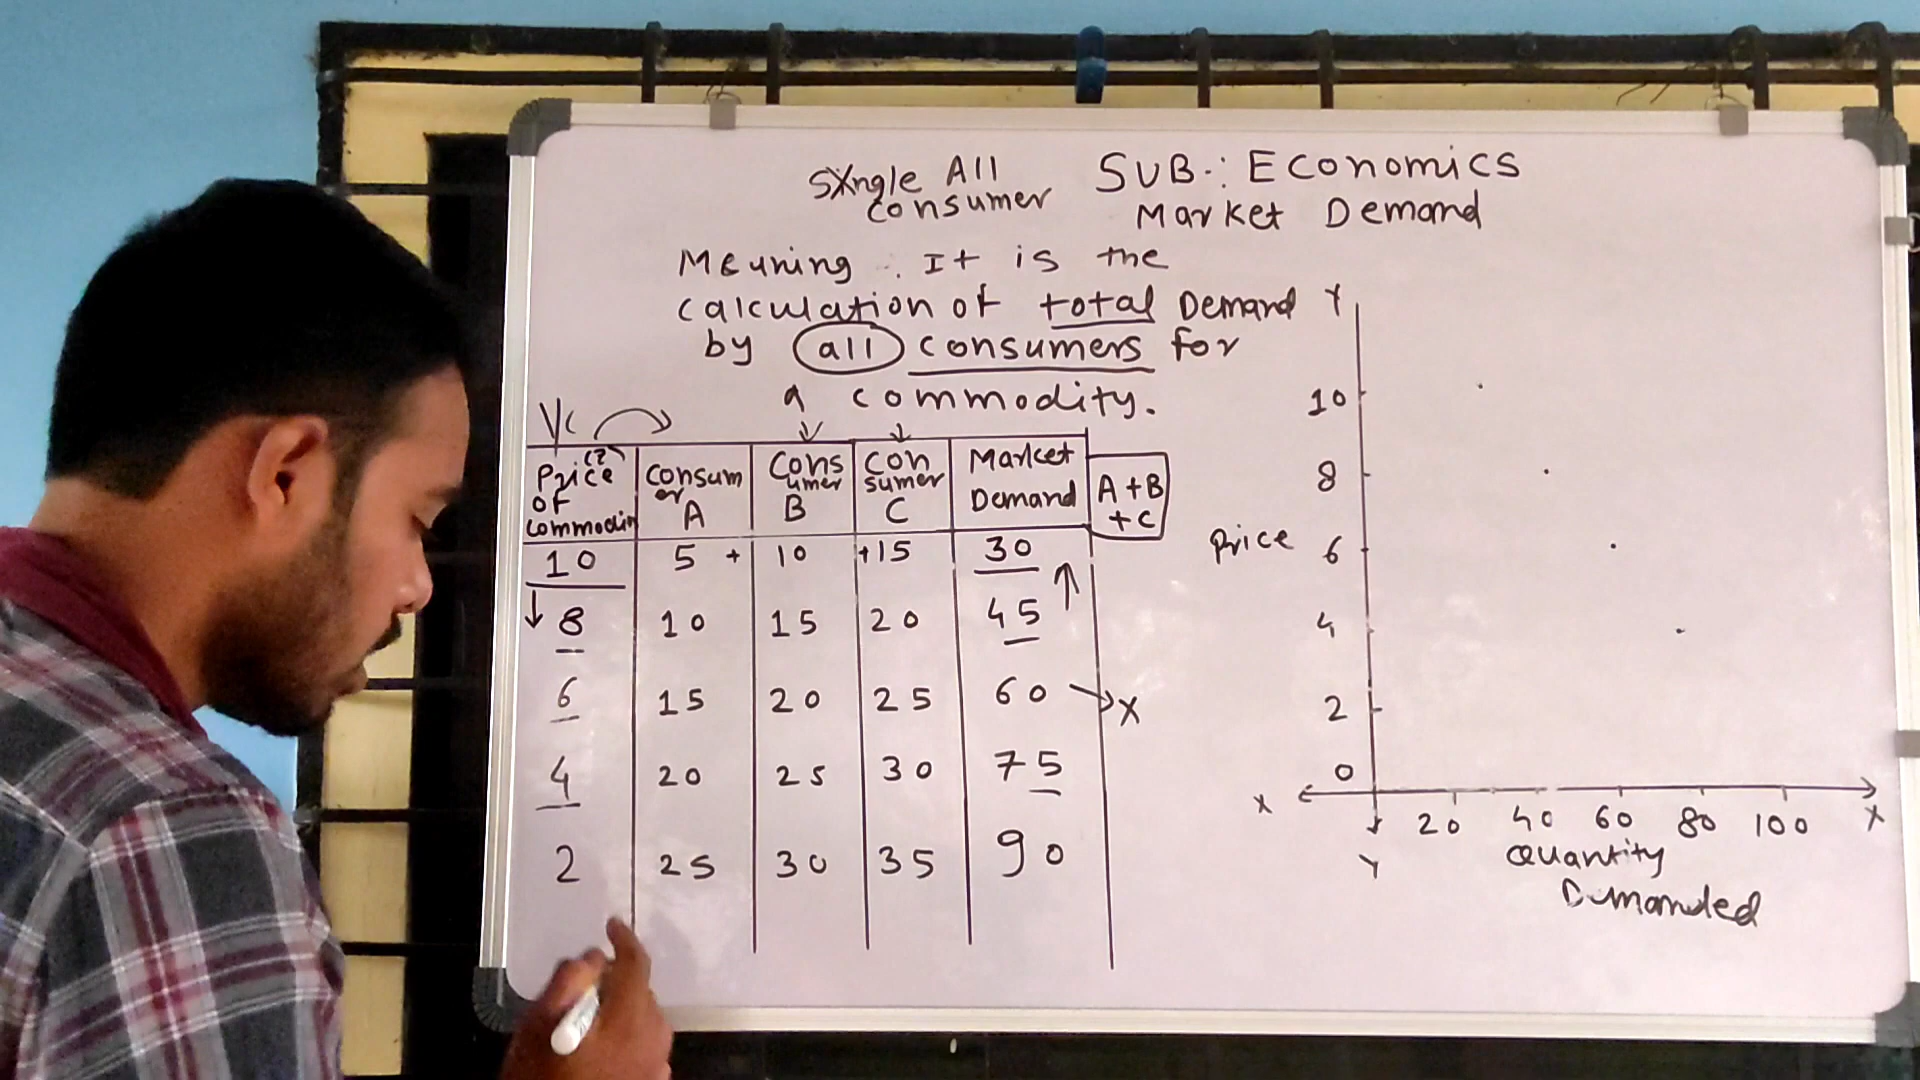 SXngle All
consumer
SUB.: Economics
Market Demand
Meaning : It is the
calculation of total Demand
by all consumers for
a commodity.
V/C
Price (₹) of commodity | Consumer A | Consumer B | Consumer C | Market Demand | A+B+C
10 5 + 10 +15 30
8 10 15 20 45
6 15 20 25 60 X
4 20 25 30 75
2 25 30 35 90
Y
10
8
Price 6
4
2
0
X X
20 40 60 80 100
Y
Quantity
Demanded